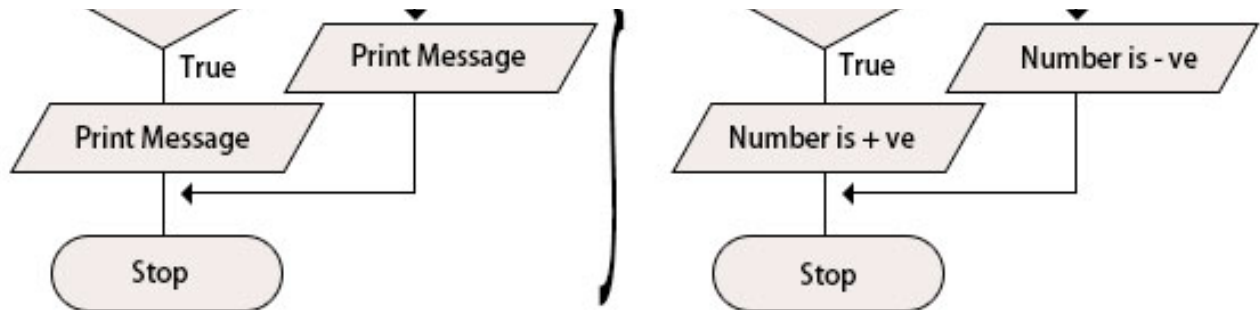 Print Message
True
Print Message
Stop
Number is - ve
True
Number is + ve
Stop